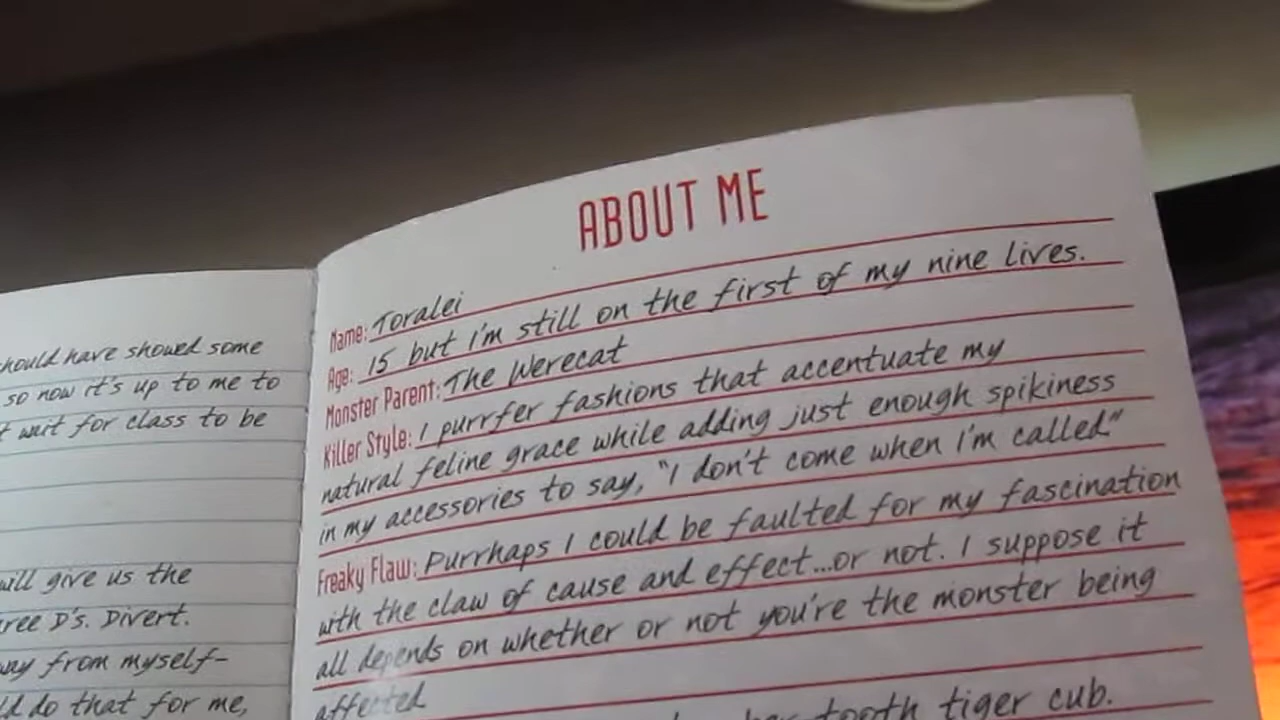 should have showed some
so now it's up to me to
wait for class to be
will give us the
D's. Divert.
from myself-
do that for me,
ABOUT ME
Name: Toralei
Age: 15 but i'm still on the first of my nine lives.
Monster Parent: The Werecat
Killer Style: I purrfer fashions that accentuate my
natural feline grace while adding just enough spikiness
in my accessories to say, "I don't come when i'm called"
Freaky Flaw: Purrhaps I could be faulted for my fascination
with the claw of cause and effect...or not. I suppose it
all depends on whether or not you're the monster being
affected
tooth tiger cub.